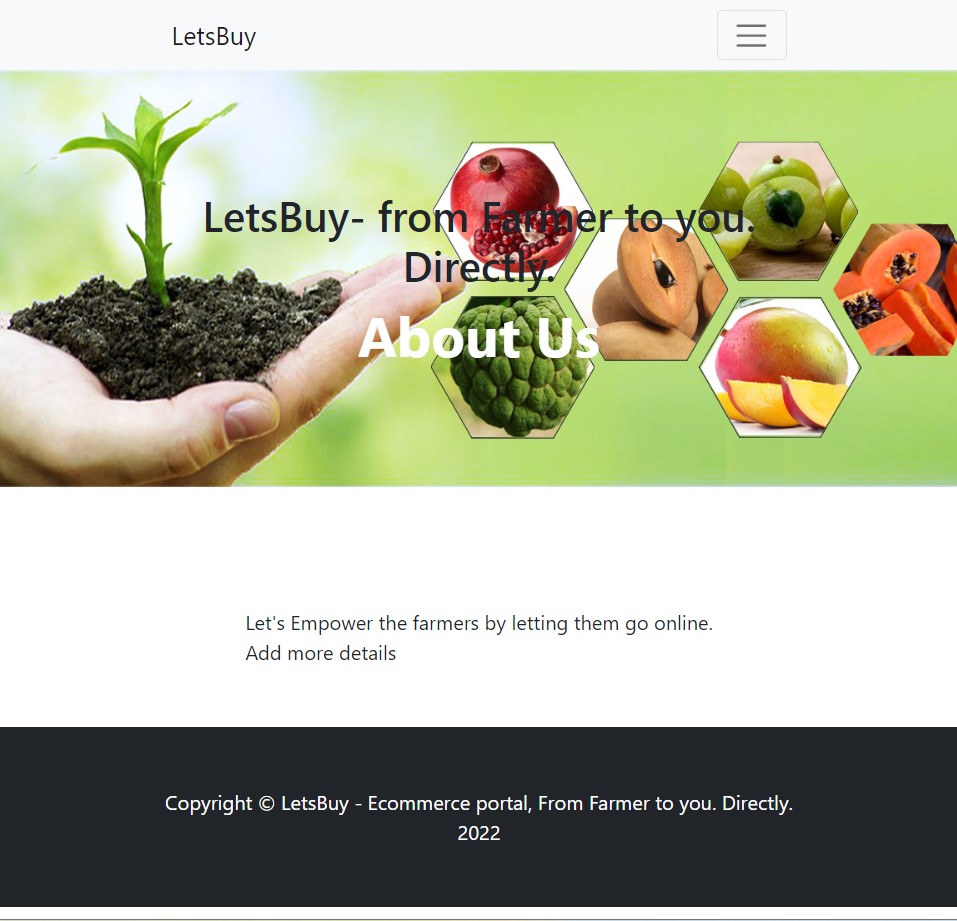 LetsBuy
LetsBuy- from Farmer to you.
Directly.
About Us
Let's Empower the farmers by letting them go online.
Add more details
Copyright © LetsBuy - Ecommerce portal, From Farmer to you. Directly.
2022